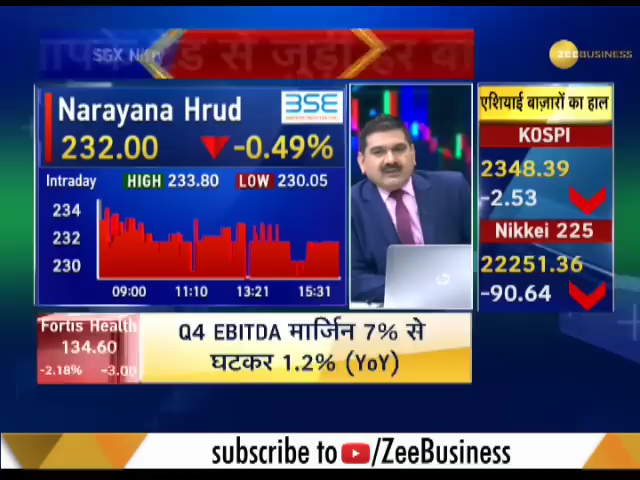 SGX Nifty
से जुड़ी हर
ZEEBUSINESS
Narayana Hrud
BSE
232.00 -0.49%
Intraday HIGH 233.80 LOW 230.05
234
232
230
09:00 11:10 13:21 15:31
एशियाई बाज़ारों का हाल
KOSPI
2348.39
-2.53
Nikkei 225
22251.36
-90.64
Fortis Health
134.60
-2.18% -3.00
Q4 EBITDA मार्जिन 7% से
घटकर 1.2% (YoY)
subscribe to /ZeeBusiness